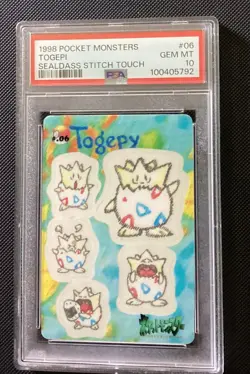 1998 POCKET MONSTERS #06
TOGEPI GEM MT
SEALDASS STITCH TOUCH 10
PSA 100405792
#.06 Togepy